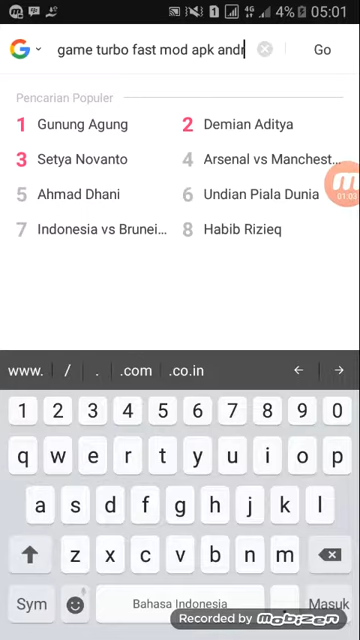 4G 4% 05:01
game turbo fast mod apk andr Go
Pencarian Populer
1 Gunung Agung 2 Demian Aditya
3 Setya Novanto 4 Arsenal vs Manchest...
5 Ahmad Dhani 6 Undian Piala Dunia
7 Indonesia vs Brunei... 8 Habib Rizieq
01:03
www. / . .com .co.in
1 2 3 4 5 6 7 8 9 0
q w e r t y u i o p
a s d f g h j k l
z x c v b n m
Sym Bahasa Indonesia Masuk
Recorded by mobizen